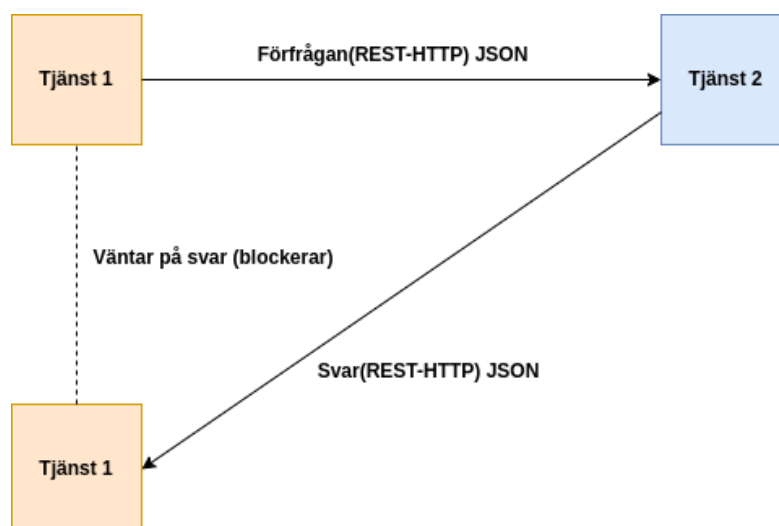 Förfrågan(REST-HTTP) JSON
Tjänst 1
Tjänst 2
Väntar på svar (blockerar)
Svar(REST-HTTP) JSON
Tjänst 1